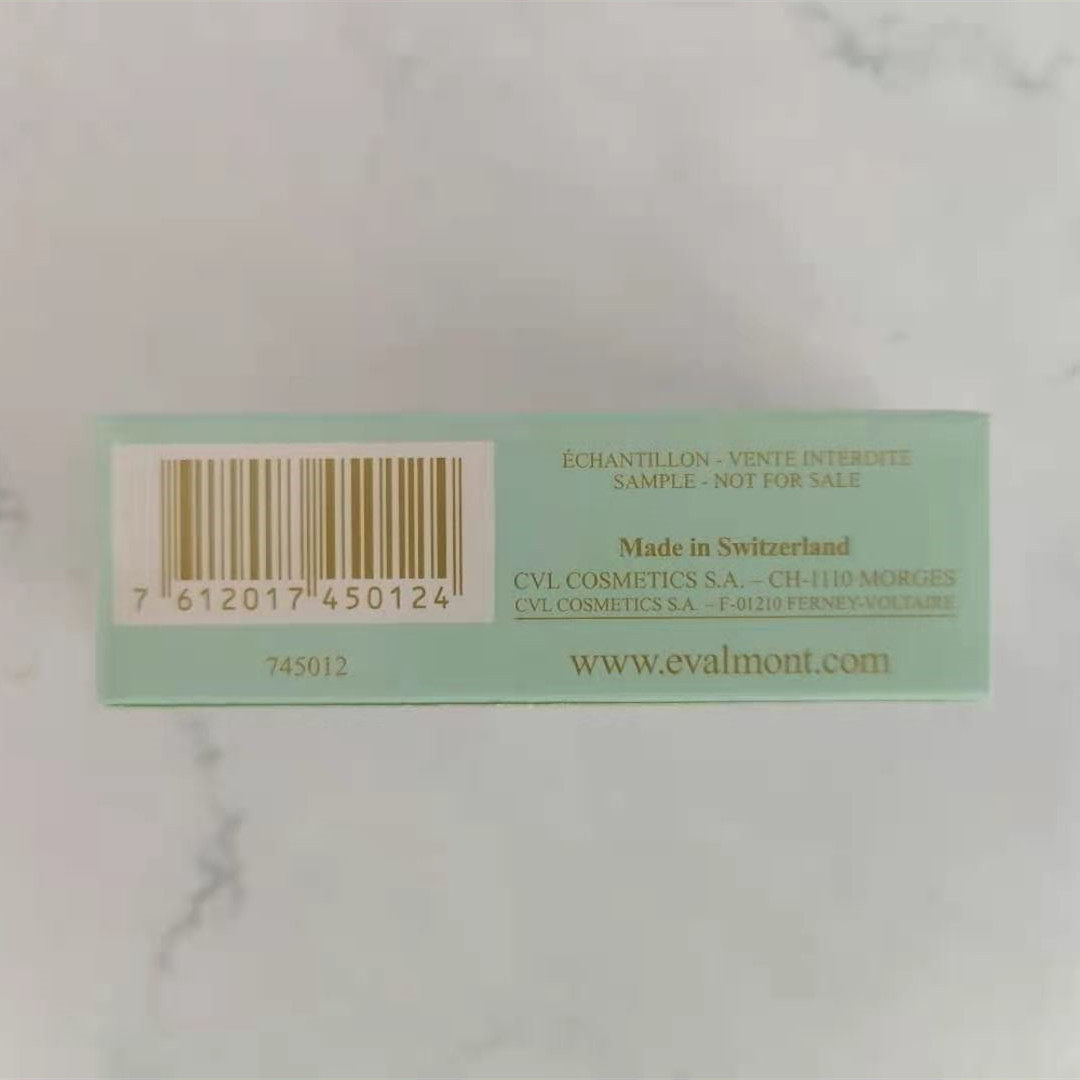 ÉCHANTILLON - VENTE INTERDITE
SAMPLE - NOT FOR SALE
Made in Switzerland
CVL COSMETICS S.A. – CH-1110 MORGES
CVL COSMETICS S.A. – F-01210 FERNEY-VOLTAIRE
www.evalmont.com
7 612017 450124
745012